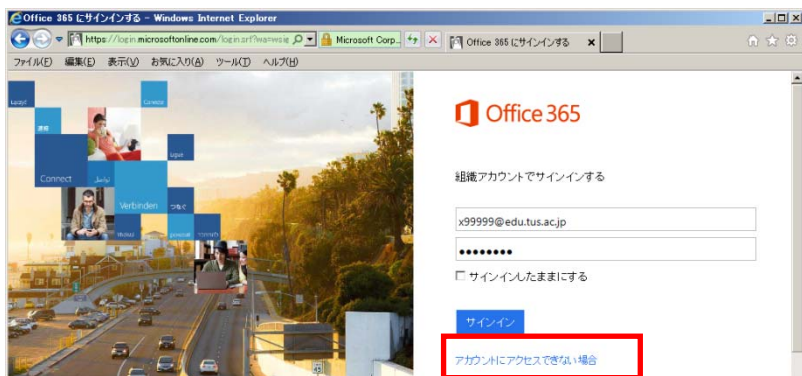 Office 365 にサインインする - Windows Internet Explorer
https://login.microsoftonline.com/login.srf?wa=wsig
Microsoft Corp...
Office 365 にサインインする
ファイル(F) 編集(E) 表示(V) お気に入り(A) ツール(T) ヘルプ(H)
Connect
Connect
Verbinden
Office 365
組織アカウントでサインインする
x99999@edu.tus.ac.jp
サインインしたままにする
サインイン
アカウントにアクセスできない場合
45